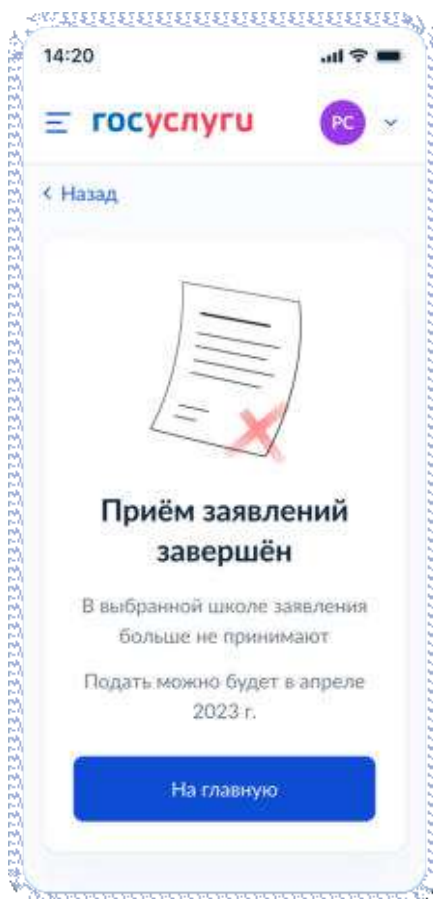 14:20
госуслуги
РС
Назад
Приём заявлений
завершён
В выбранной школе заявления
больше не принимают
Подать можно будет в апреле
2023 г.
На главную